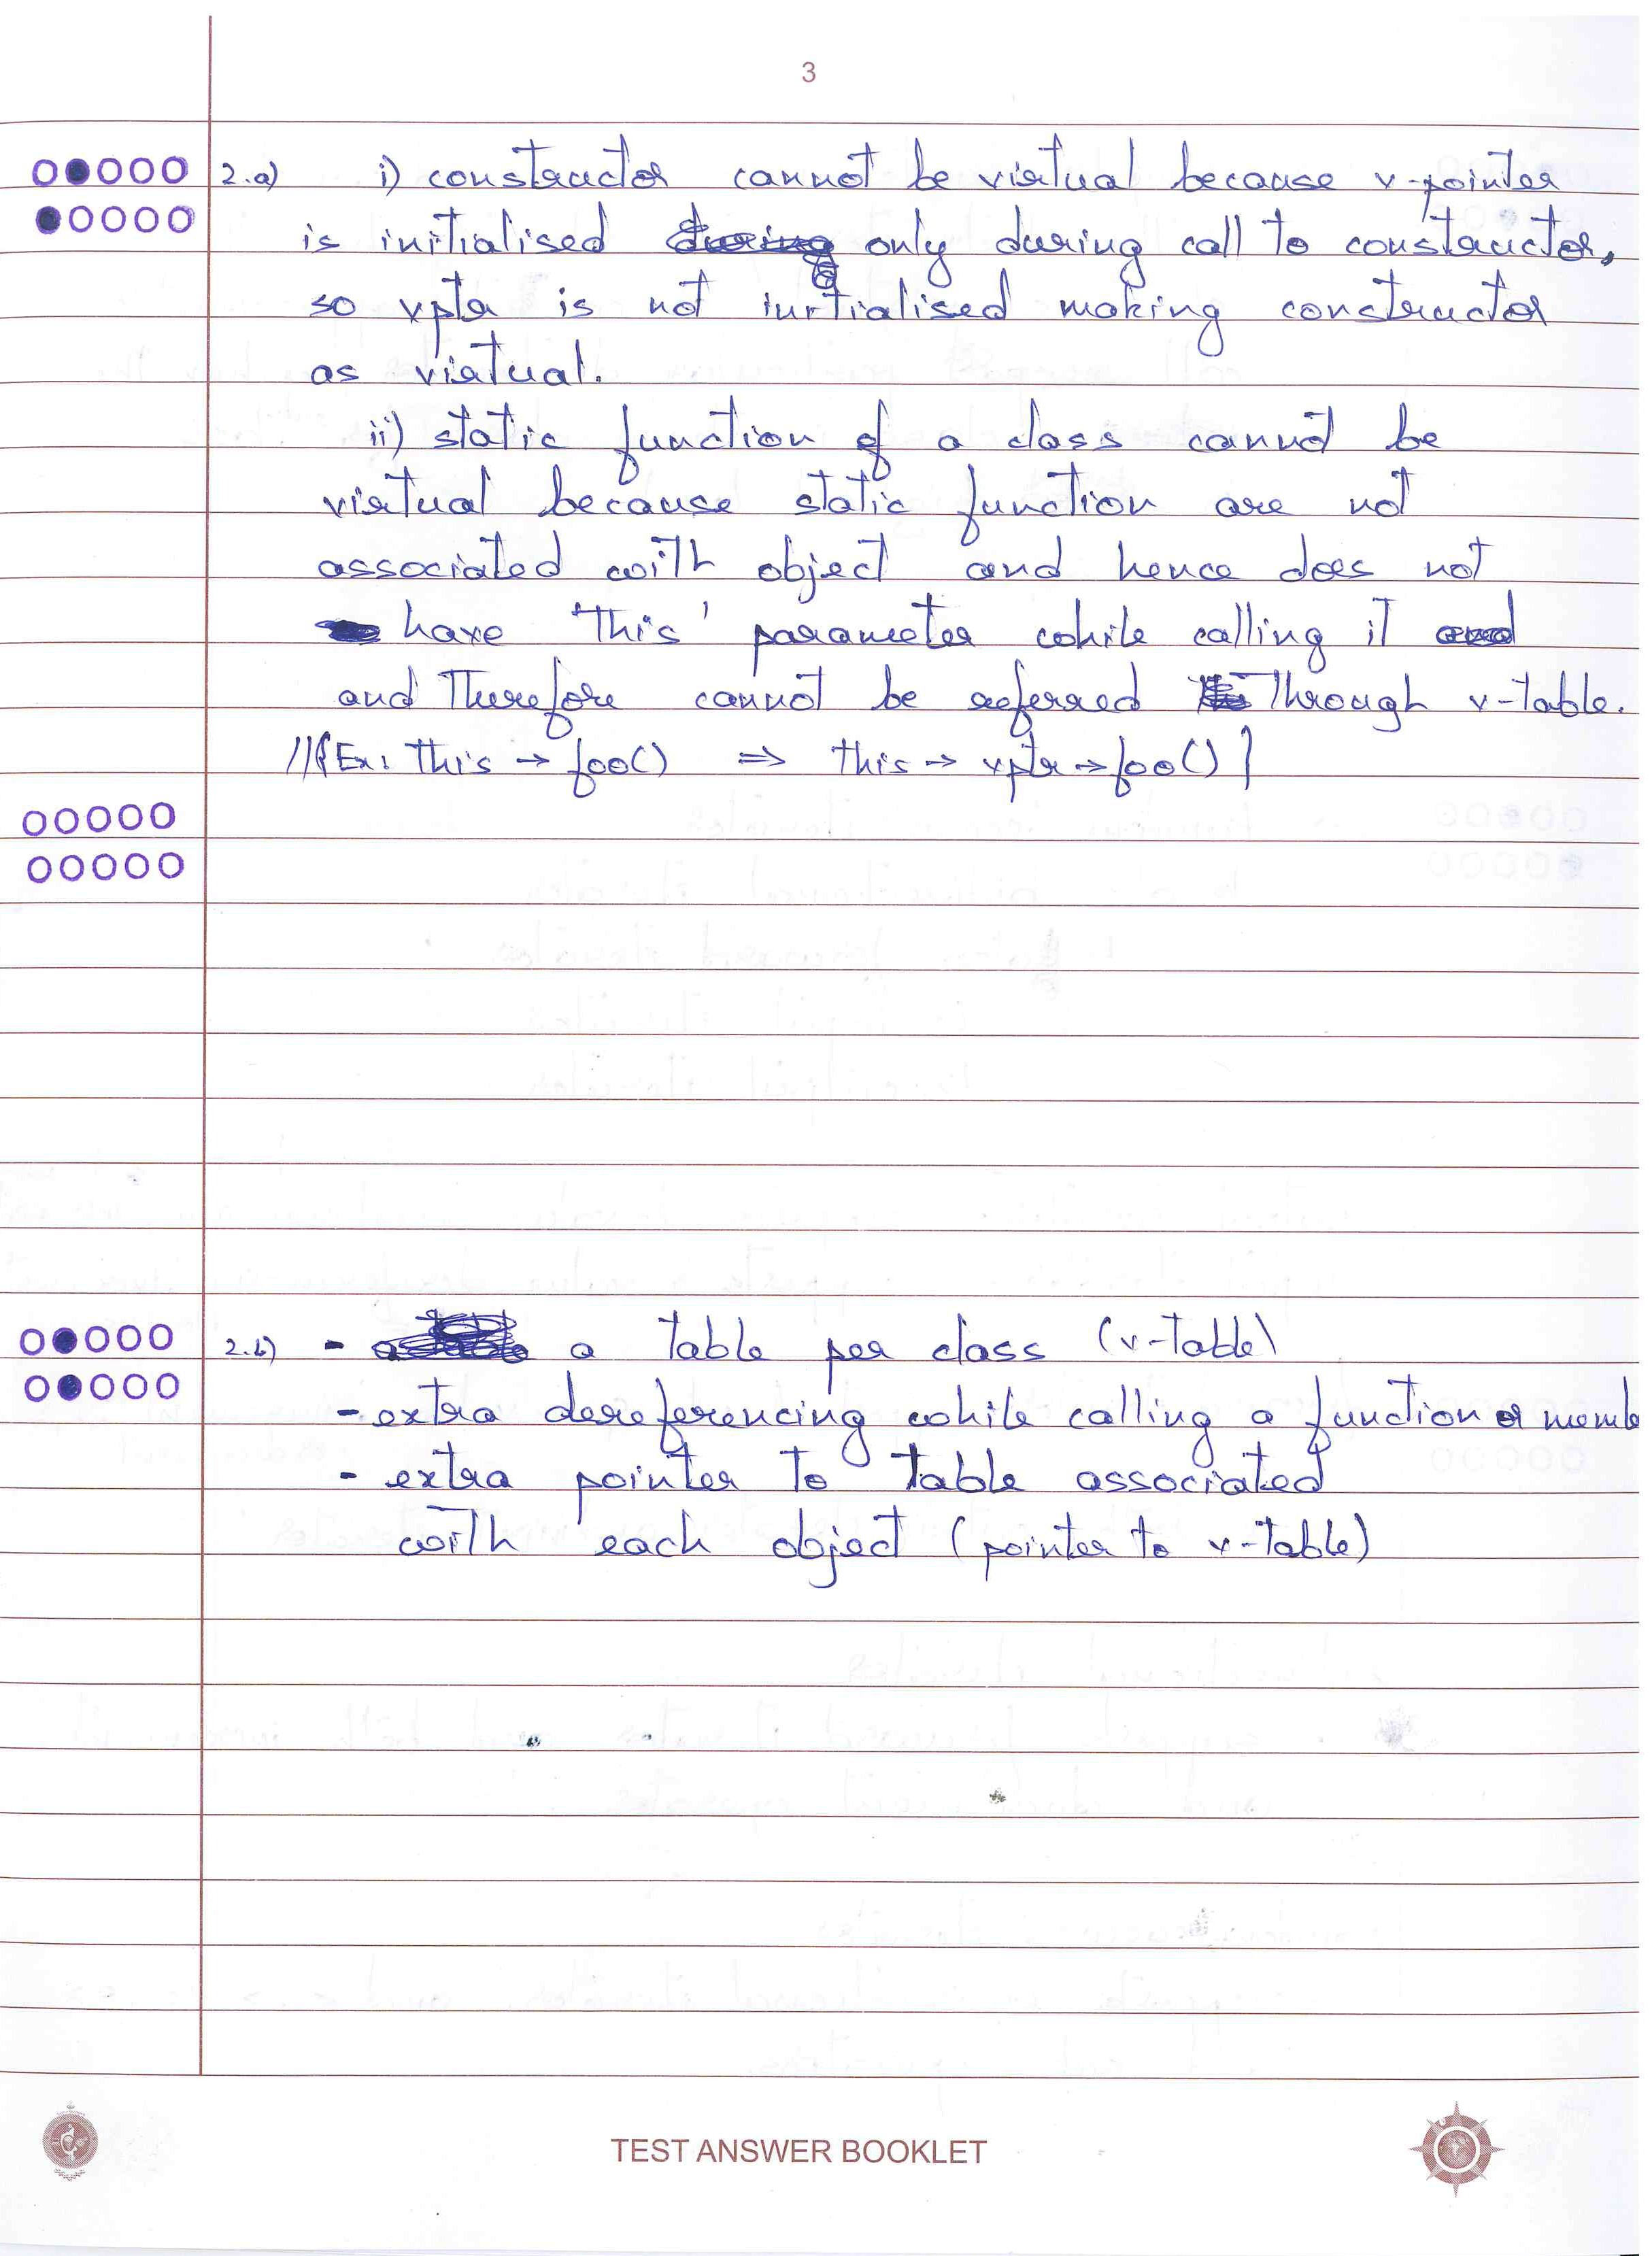 3
2.a) i) constructor cannot be virtual because v-pointer
is initialised only during call to constructor,
so vptr is not initialised making constructor
as virtual.
ii) static function of a class cannot be
virtual because static function are not
associated with object and hence does not
have 'this' parameter while calling it
and Therefore cannot be referred Through v-table.
//{Ex: This → foo() ⇒ this → vptr → foo()}
2.b) - a table per class (v-table)
- extra dereferencing while calling a function or memb
- extra pointer to table associated
with each object (pointer to v-table)
TEST ANSWER BOOKLET